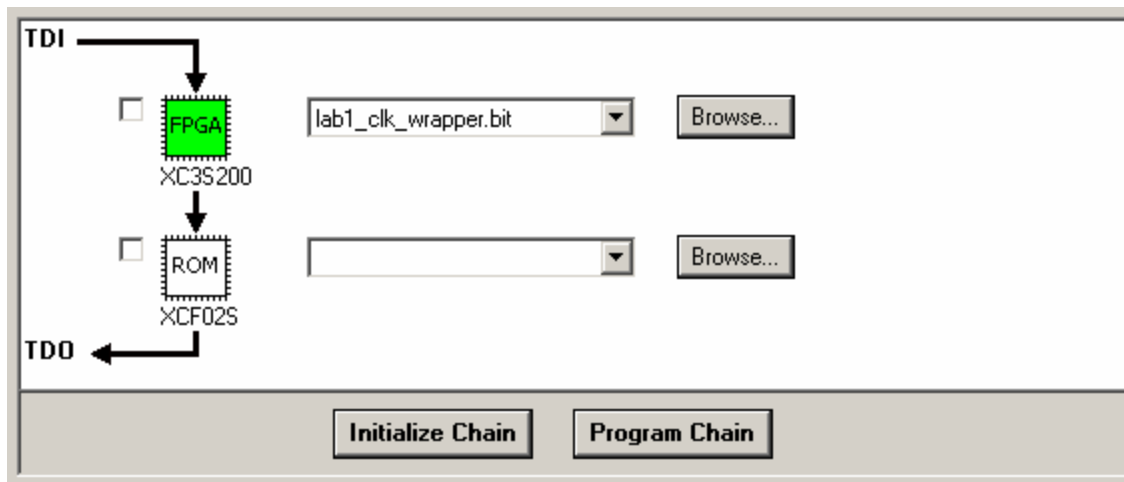 TDI
FPGA
lab1_clk_wrapper.bit
Browse...
XC3S200
ROM
Browse...
XCF02S
TDO
Initialize Chain
Program Chain